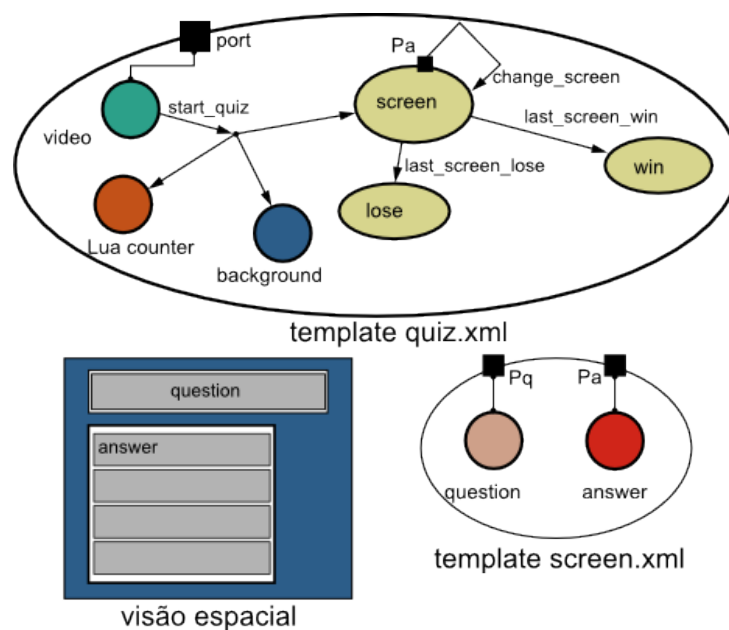 port
Pa
change_screen
start_quiz
screen
last_screen_win
video
last_screen_lose
win
lose
Lua counter
background
template quiz.xml
question
Pq
Pa
answer
question
answer
template screen.xml
visão espacial